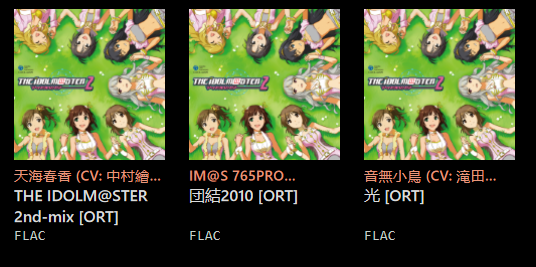 THE IDOLM@STER 2
THE IDOLM@STER 2
THE IDOLM@STER 2
天海春香 (CV: 中村繪...
THE IDOLM@STER
2nd-mix [ORT]
FLAC
IM@S 765PRO...
団結2010 [ORT]
FLAC
音無小鳥 (CV: 滝田...
光 [ORT]
FLAC